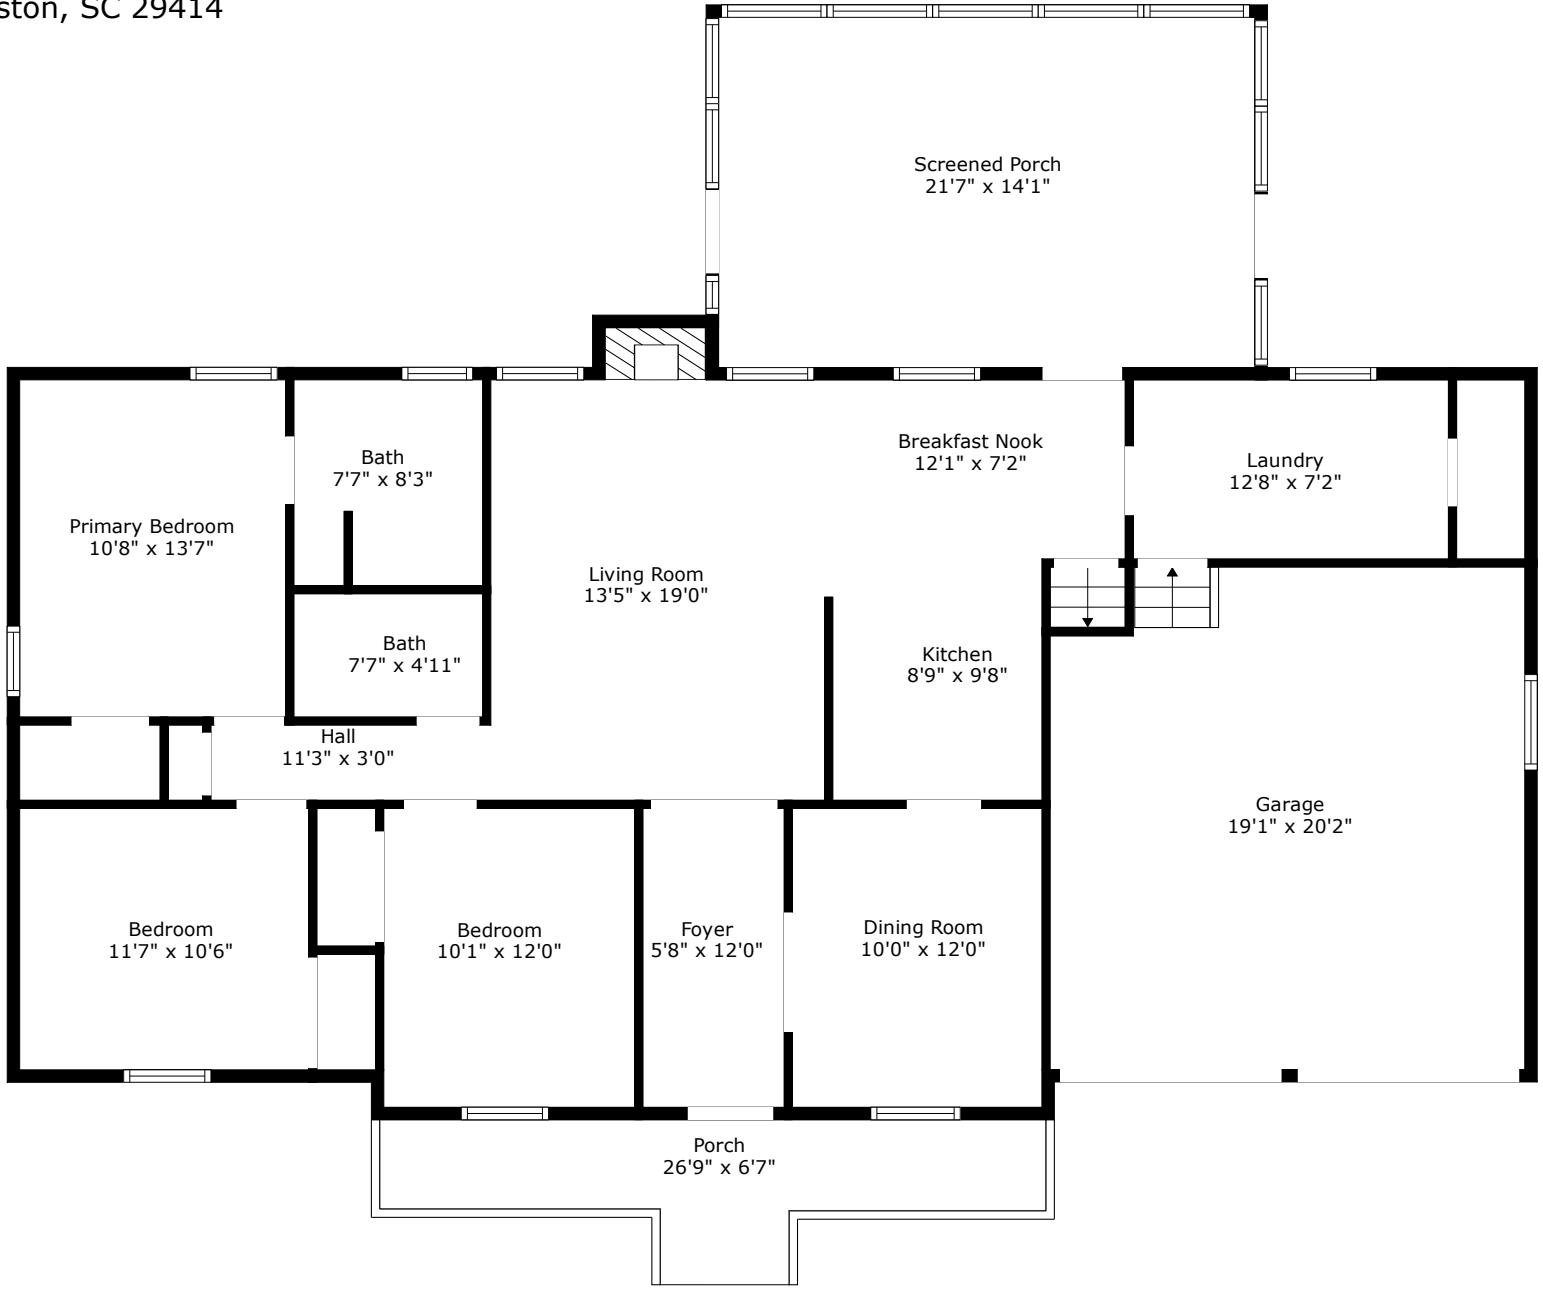 ston, SC 29414
Screened Porch
21'7" x 14'1"
Breakfast Nook
12'1" x 7'2"
Bath
7'7" x 8'3"
Laundry
12'8" x 7'2"
Primary Bedroom
10'8" x 13'7"
Living Room
13'5" x 19'0"
Bath
7'7" x 4'11"
Kitchen
8'9" x 9'8"
Hall
11'3" x 3'0"
Garage
19'1" x 20'2"
Bedroom
11'7" x 10'6"
Bedroom
10'1" x 12'0"
Foyer
5'8" x 12'0"
Dining Room
10'0" x 12'0"
Porch
26'9" x 6'7"